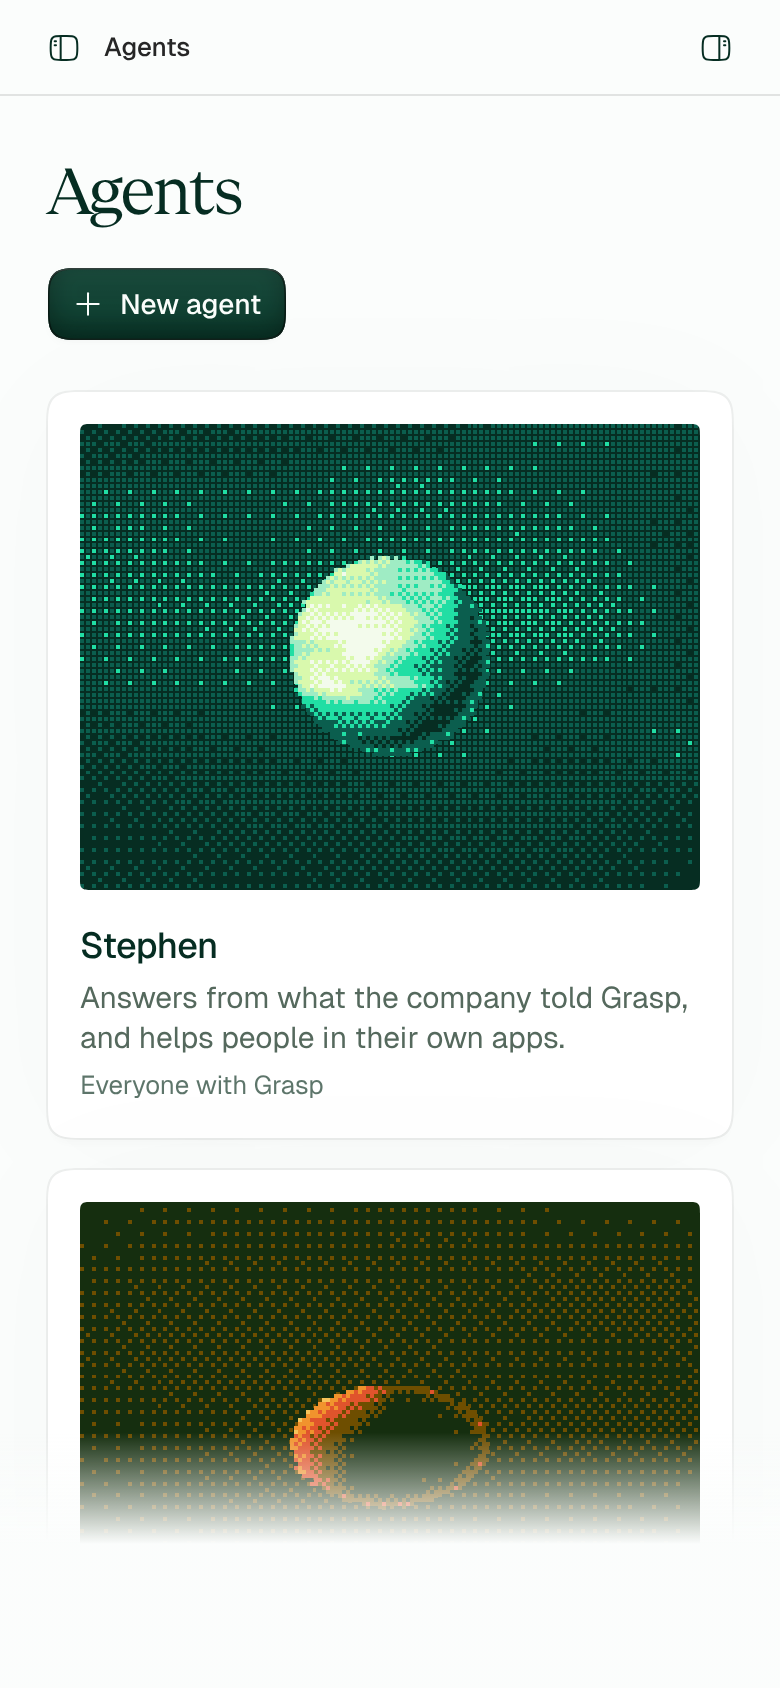 Agents
Agents
New agent
Stephen
Answers from what the company told Grasp,
and helps people in their own apps.
Everyone with Grasp